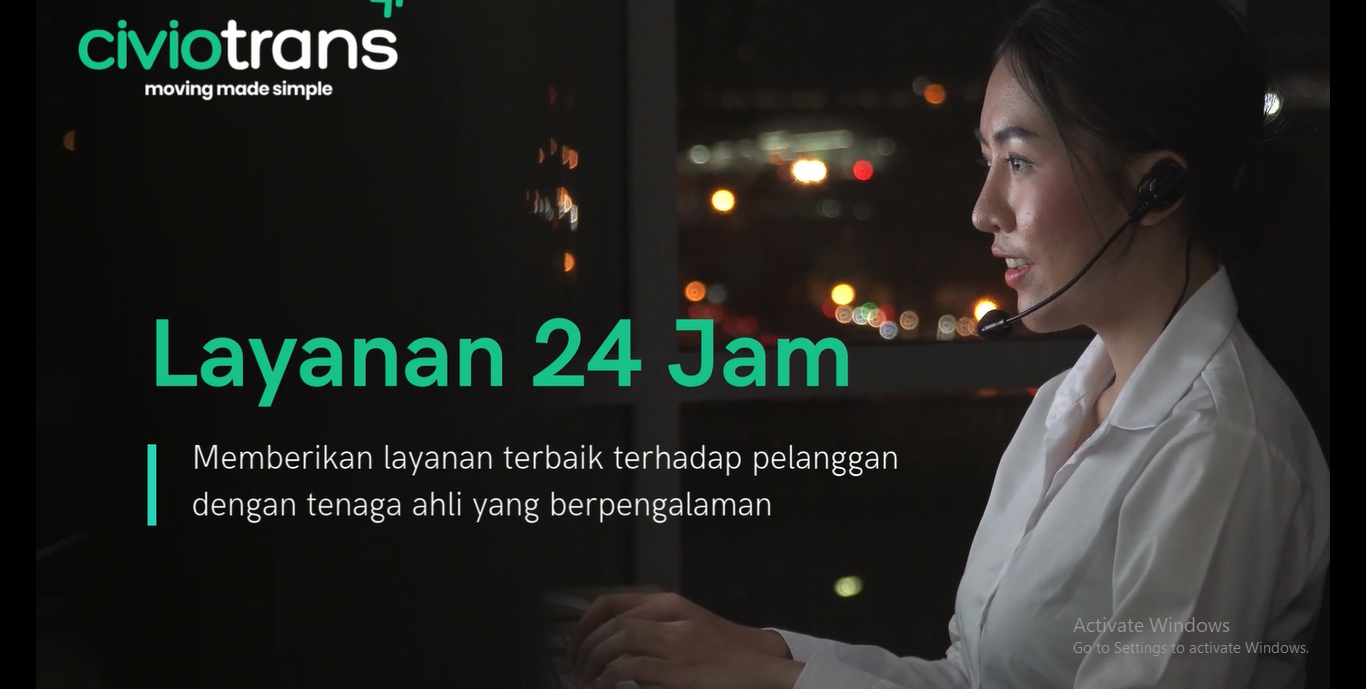 civiotrans
moving made simple
Layanan 24 Jam
Memberikan layanan terbaik terhadap pelanggan
dengan tenaga ahli yang berpengalaman
Activate Windows
Go to Settings to activate Windows.